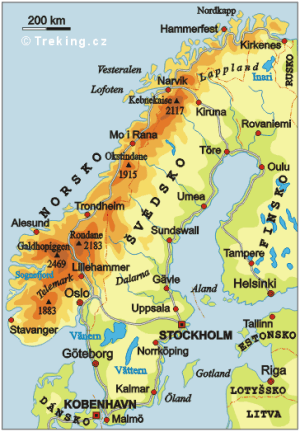 200 km
© Treking.cz
Nordkapp
Hammerfest
Kirkenes
RUSKO
Vesteralen
Lappland
Inari
Lofoten
Narvik
Kebnekaise
2117
Kiruna
Rovaniemi
Mo i Rana
Okstindane
1915
Töre
Oulu
NORSKO
ŠVÉDSKO
FINSKO
Umea
Trondheim
Sundswall
Alesund
Rondane
2183
Galdhopiggen
2469
Tampere
Sognefjord
Lillehammer
Dalarna
Gävle
Aland
Helsinki
Telemark
1883
Oslo
Uppsala
Tallinn
Stavanger
STOCKHOLM
ESTONSKO
Vänern
Norköping
Göteborg
Vättern
Gotland
Riga
Kalmar
Öland
LOTYŠSKO
DÁNSKO
KOBENHAVN
Malmö
LITVA